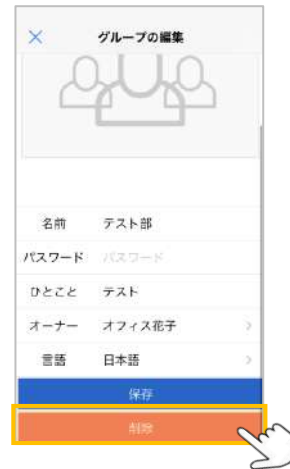 グループの編集
名前 テスト部
パスワード パスワード
ひとこと テスト
オーナー オフィス花子
言語 日本語
保存
削除